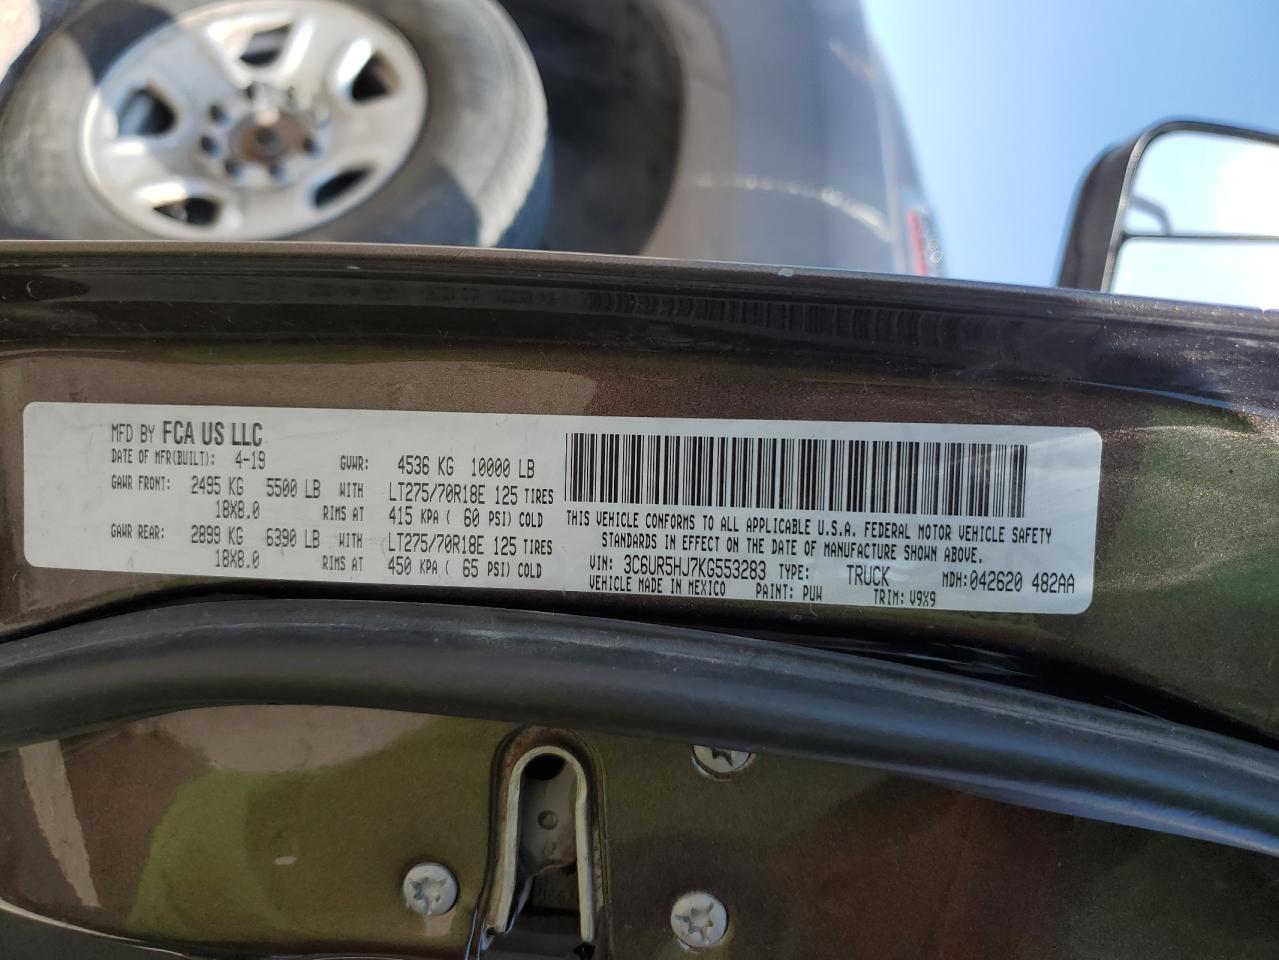 MFD BY FCA US LLC
DATE OF MFR(BUILT): 4-19 GVWR: 4536 KG 10000 LB
GAWR FRONT: 2495 KG 5500 LB WITH LT275/70R18E 125 TIRES
18X8.0 RIMS AT 415 KPA ( 60 PSI) COLD
GAWR REAR: 2899 KG 6390 LB WITH LT275/70R18E 125 TIRES
18X8.0 RIMS AT 450 KPA ( 65 PSI) COLD
THIS VEHICLE CONFORMS TO ALL APPLICABLE U.S.A. FEDERAL MOTOR VEHICLE SAFETY
STANDARDS IN EFFECT ON THE DATE OF MANUFACTURE SHOWN ABOVE.
VIN: 3C6UR5HJ7KG553283 TYPE: TRUCK MDH: 042620 482AA
VEHICLE MADE IN MEXICO PAINT: PUW TRIM: V9X9